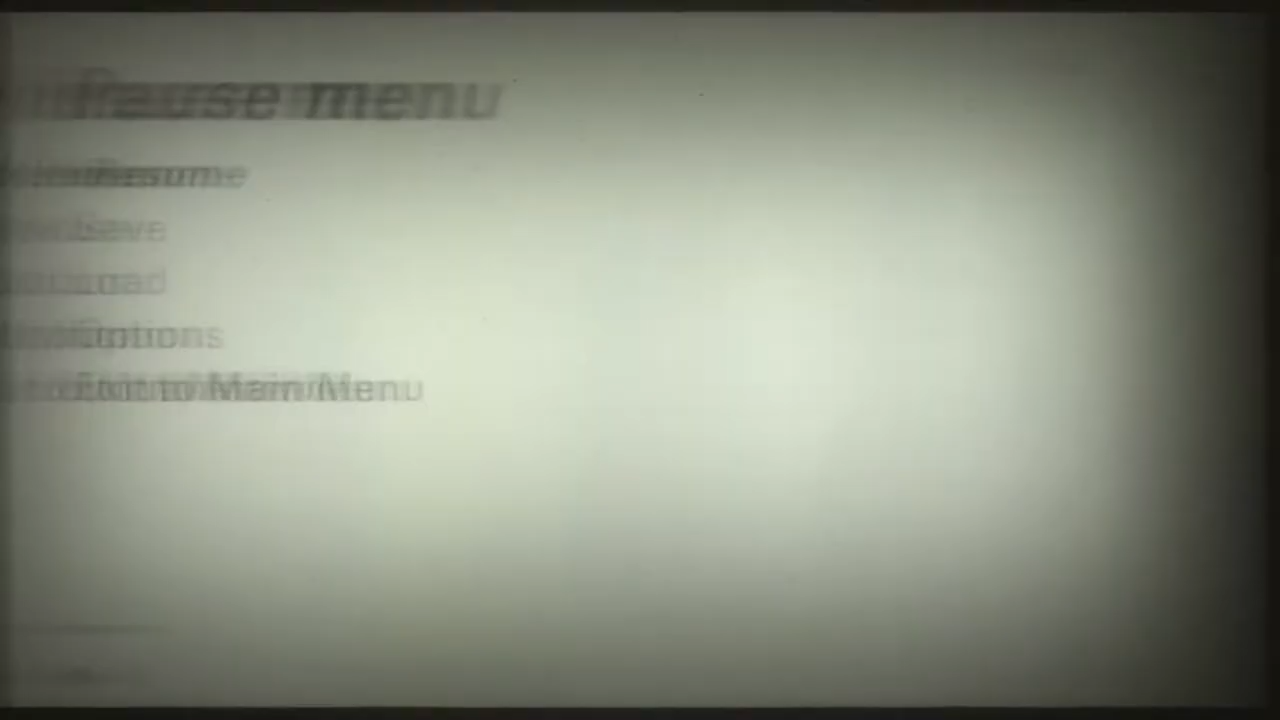 Pause menu
Resume
Save
Load
Options
Exit to Main Menu